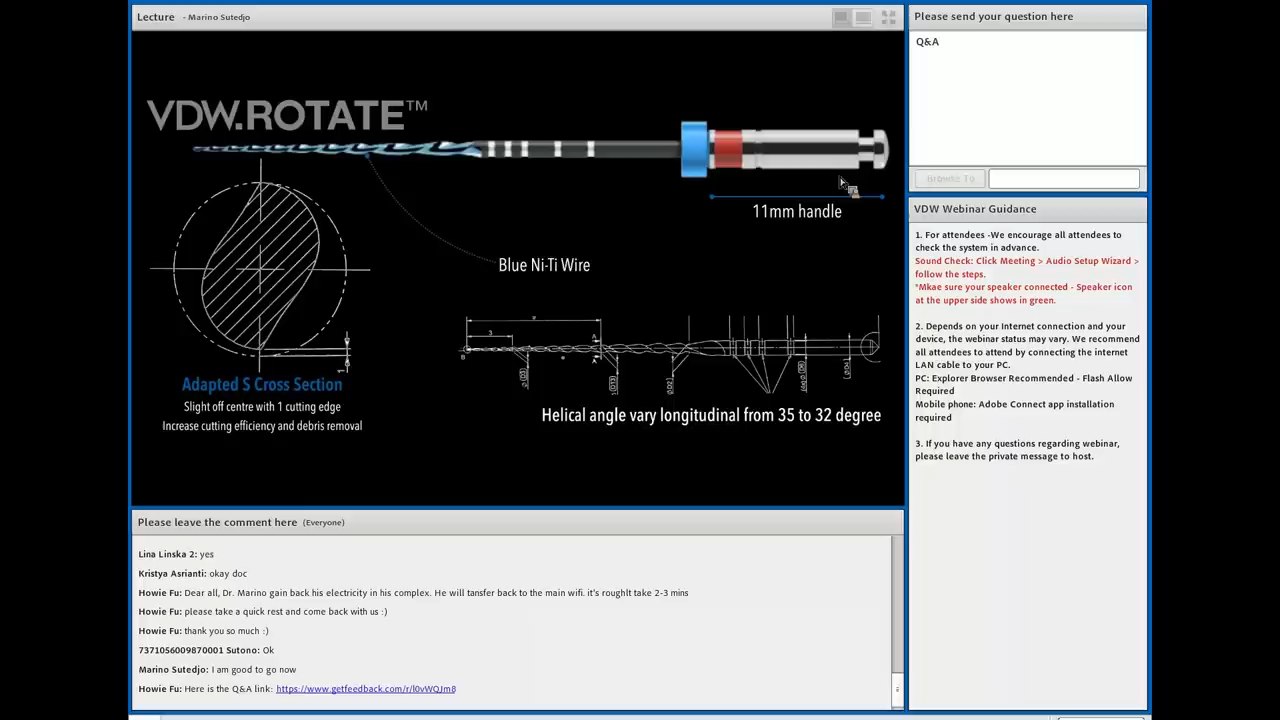 Lecture - Marino Sutedjo
VDW.ROTATE™
11mm handle
Blue Ni-Ti Wire
Adapted S Cross Section
Slight off centre with 1 cutting edge
Increase cutting efficiency and debris removal
Helical angle vary longitudinal from 35 to 32 degree
Please leave the comment here (Everyone)
Lina Linska 2: yes
Kristya Asrianti: okay doc
Howie Fu: Dear all, Dr. Marino gain back his electricity in his complex. He will tansfer back to the main wifi. it's roughlt take 2-3 mins
Howie Fu: please take a quick rest and come back with us :)
Howie Fu: thank you so much :)
7371056009870001 Sutono: Ok
Marino Sutedjo: I am good to go now
Howie Fu: Here is the Q&A link: https://www.getfeedback.com/r/l0vWQJm8
Please send your question here
Q&A
Browse To
VDW Webinar Guidance
1. For attendees -We encourage all attendees to
check the system in advance.
Sound Check: Click Meeting > Audio Setup Wizard >
follow the steps.
*Mkae sure your speaker connected - Speaker icon
at the upper side shows in green.
2. Depends on your Internet connection and your
device, the webinar status may vary. We recommend
all attendees to attend by connecting the internet
LAN cable to your PC.
PC: Explorer Browser Recommended - Flash Allow
Required
Mobile phone: Adobe Connect app installation
required
3. If you have any questions regarding webinar,
please leave the private message to host.